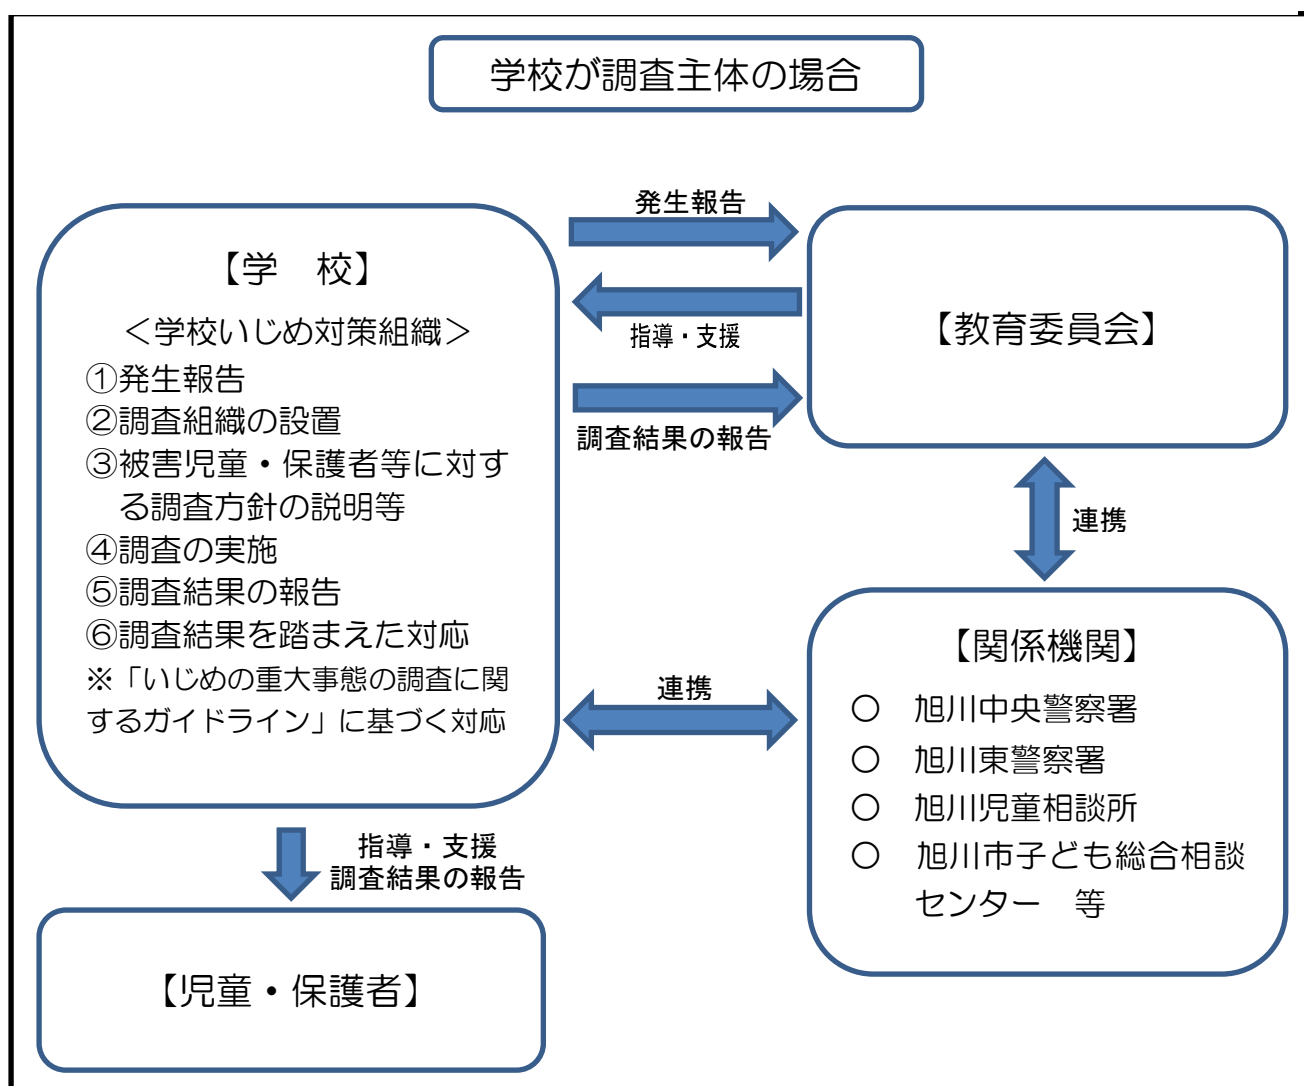 学校が調査主体の場合
【学　校】
＜学校いじめ対策組織＞
①発生報告
②調査組織の設置
③被害児童・保護者等に対す
る調査方針の説明等
④調査の実施
⑤調査結果の報告
⑥調査結果を踏まえた対応
※「いじめの重大事態の調査に関
するガイドライン」に基づく対応
発生報告
指導・支援
調査結果の報告
【教育委員会】
連携
連携
【関係機関】
○　旭川中央警察署
○　旭川東警察署
○　旭川児童相談所
○　旭川市子ども総合相談
センター　等
指導・支援
調査結果の報告
【児童・保護者】